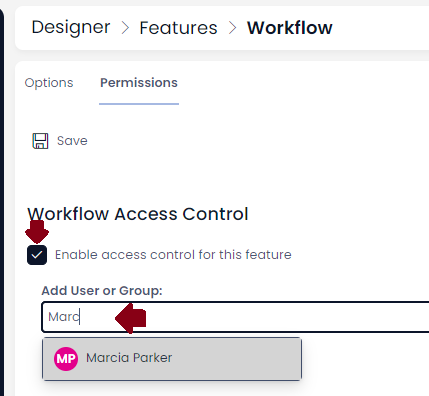 Designer > Features > Workflow
Options Permissions
Save
Workflow Access Control
Enable access control for this feature
Add User or Group:
Marc
MP Marcia Parker